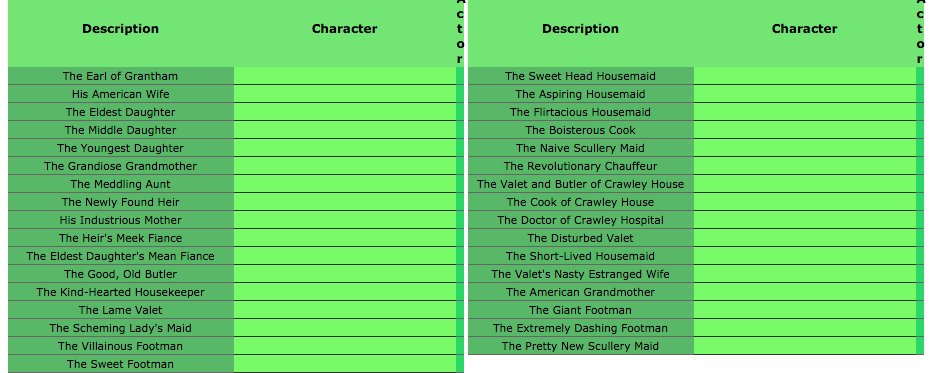 Description Character Actor
The Earl of Grantham
His American Wife
The Eldest Daughter
The Middle Daughter
The Youngest Daughter
The Grandiose Grandmother
The Meddling Aunt
The Newly Found Heir
His Industrious Mother
The Heir's Meek Fiance
The Eldest Daughter's Mean Fiance
The Good, Old Butler
The Kind-Hearted Housekeeper
The Lame Valet
The Scheming Lady's Maid
The Villainous Footman
The Sweet Footman
Description Character Actor
The Sweet Head Housemaid
The Aspiring Housemaid
The Flirtacious Housemaid
The Boisterous Cook
The Naive Scullery Maid
The Revolutionary Chauffeur
The Valet and Butler of Crawley House
The Cook of Crawley House
The Doctor of Crawley Hospital
The Disturbed Valet
The Short-Lived Housemaid
The Valet's Nasty Estranged Wife
The American Grandmother
The Giant Footman
The Extremely Dashing Footman
The Pretty New Scullery Maid